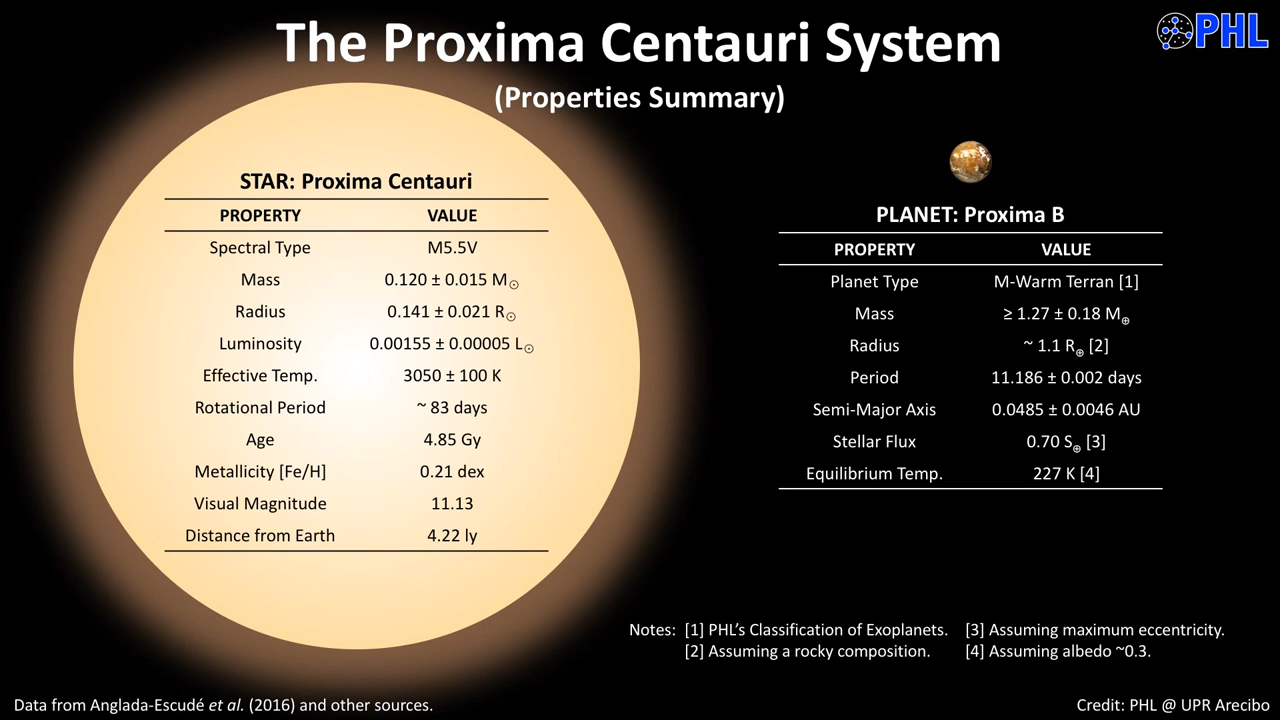 The Proxima Centauri System
PHL
(Properties Summary)
STAR: Proxima Centauri
PROPERTY VALUE
Spectral Type M5.5V
Mass 0.120 ± 0.015 M☉
Radius 0.141 ± 0.021 R☉
Luminosity 0.00155 ± 0.00005 L☉
Effective Temp. 3050 ± 100 K
Rotational Period ~ 83 days
Age 4.85 Gy
Metallicity [Fe/H] 0.21 dex
Visual Magnitude 11.13
Distance from Earth 4.22 ly
PLANET: Proxima B
PROPERTY VALUE
Planet Type M-Warm Terran [1]
Mass ≥ 1.27 ± 0.18 M⊕
Radius ~ 1.1 R⊕ [2]
Period 11.186 ± 0.002 days
Semi-Major Axis 0.0485 ± 0.0046 AU
Stellar Flux 0.70 S⊕ [3]
Equilibrium Temp. 227 K [4]
Notes: [1] PHL's Classification of Exoplanets. [3] Assuming maximum eccentricity.
[2] Assuming a rocky composition. [4] Assuming albedo ~0.3.
Data from Anglada-Escudé et al. (2016) and other sources.
Credit: PHL @ UPR Arecibo